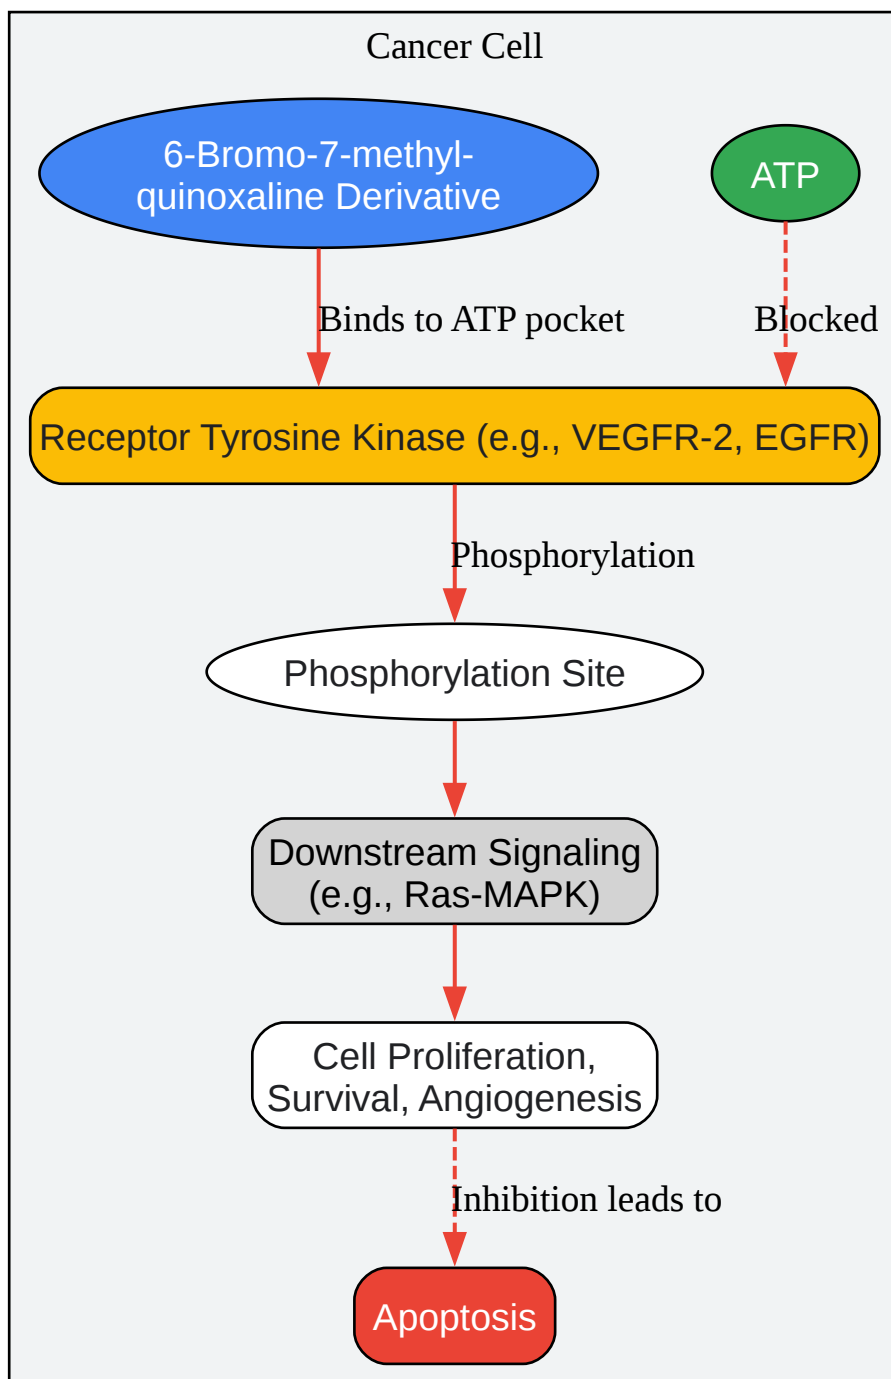 Cancer Cell
6-Bromo-7-methyl-
quinoxaline Derivative
ATP
Binds to ATP pocket
Blocked
Receptor Tyrosine Kinase (e.g., VEGFR-2, EGFR)
Phosphorylation
Phosphorylation Site
Downstream Signaling
(e.g., Ras-MAPK)
Cell Proliferation,
Survival, Angiogenesis
Inhibition leads to
Apoptosis